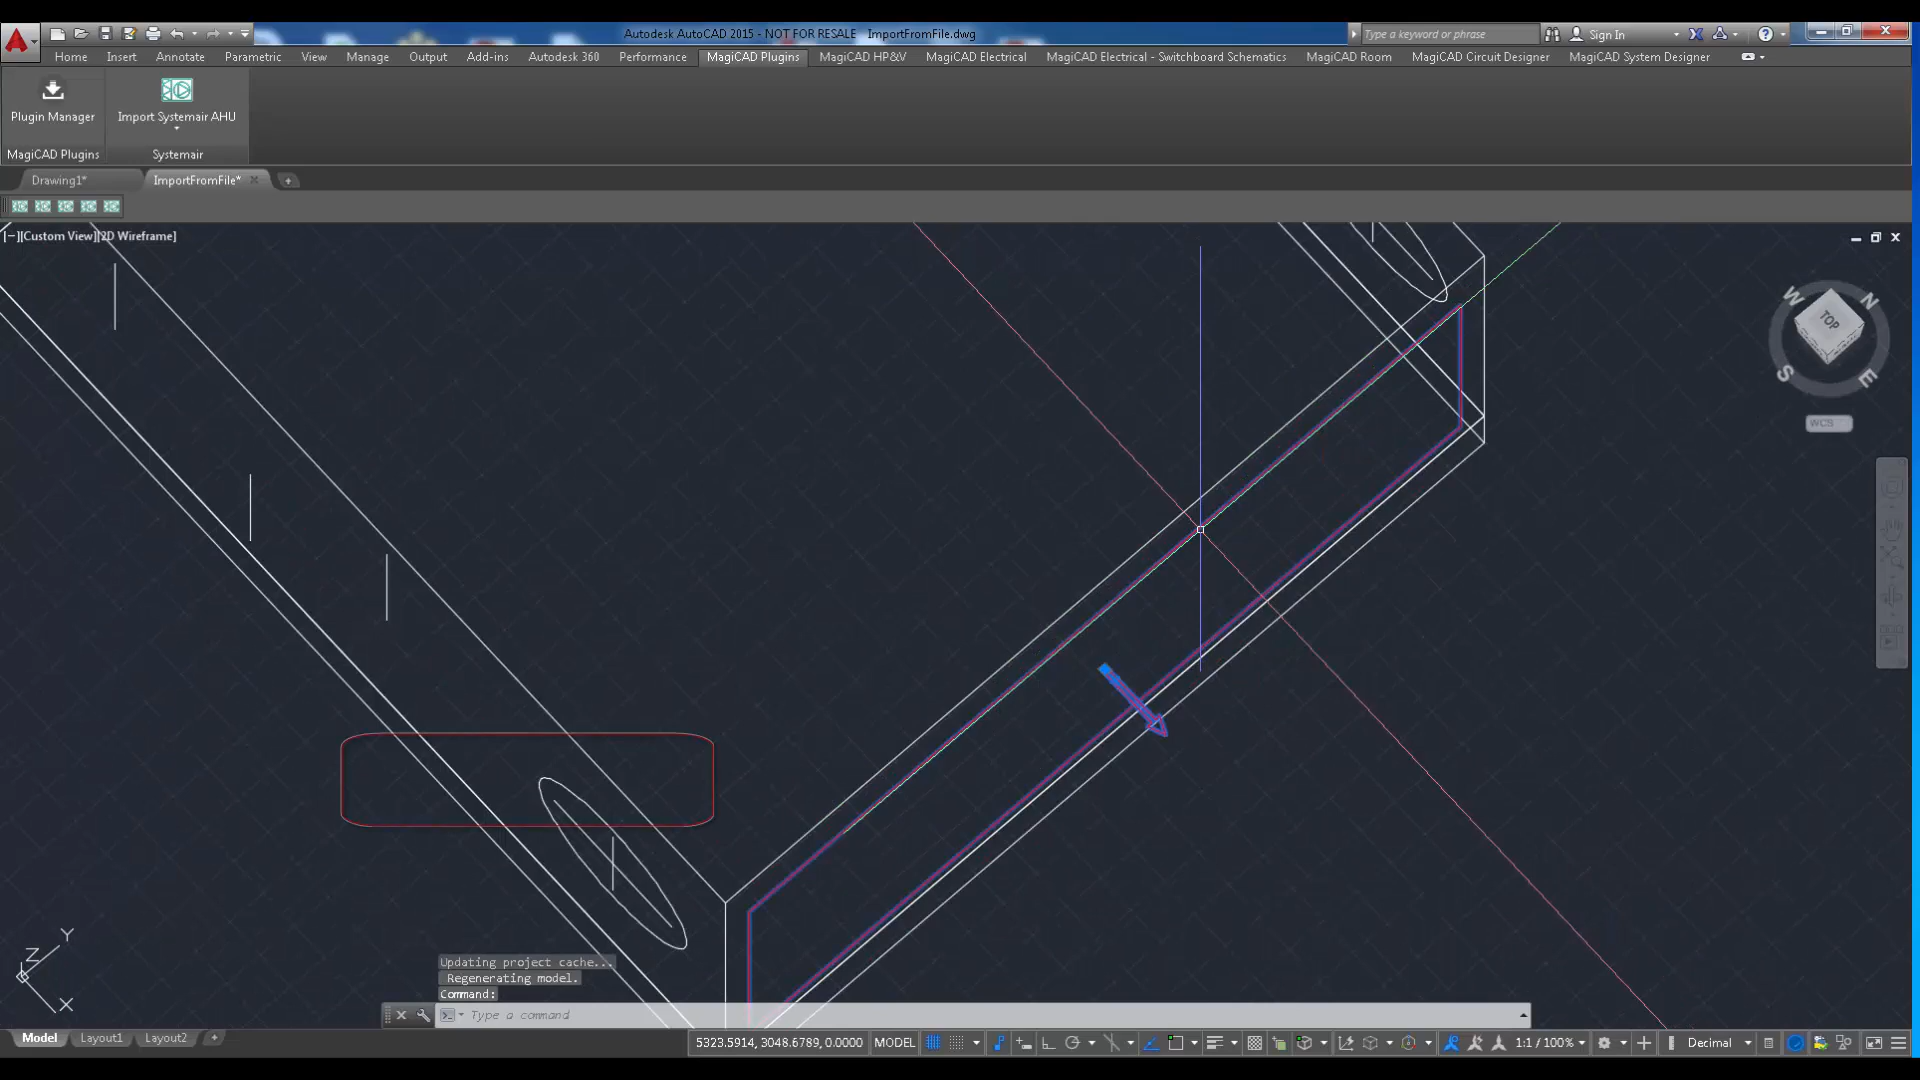 Autodesk AutoCAD 2015 - NOT FOR RESALE ImportFromFile.dwg
Type a keyword or phrase
Sign In
Home Insert Annotate Parametric View Manage Output Add-ins Autodesk 360 Performance MagiCAD Plugins MagiCAD HP&V MagiCAD Electrical MagiCAD Electrical - Switchboard Schematics MagiCAD Room MagiCAD Circuit Designer MagiCAD System Designer
Plugin Manager Import Systemair AHU
MagiCAD Plugins Systemair
Drawing1* ImportFromFile*
[−][Custom View][2D Wireframe]
W N
TOP
S E
WCS
Y
Z
X
Updating project cache...
Regenerating model.
Command:
Type a command
Model Layout1 Layout2 +
5323.5914, 3048.6789, 0.0000 MODEL 1:1 / 100% Decimal